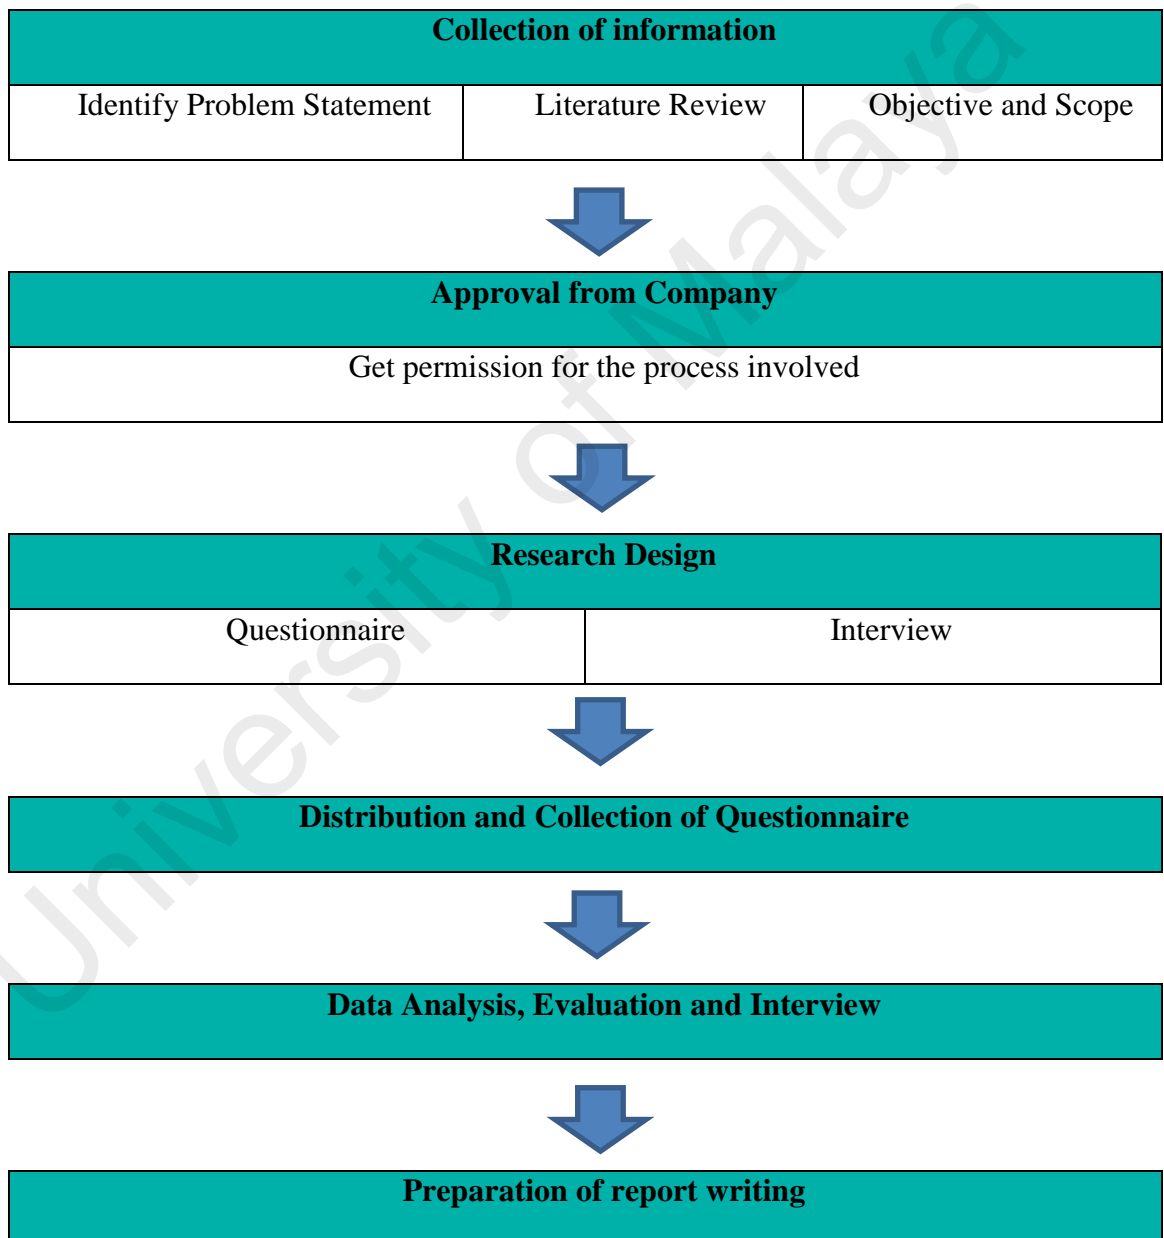 Collection of information
Identify Problem Statement
Literature Review
Objective and Scope
Approval from Company
Get permission for the process involved
Research Design
Questionnaire
Interview
Distribution and Collection of Questionnaire
Data Analysis, Evaluation and Interview
Preparation of report writing
University of Malaya